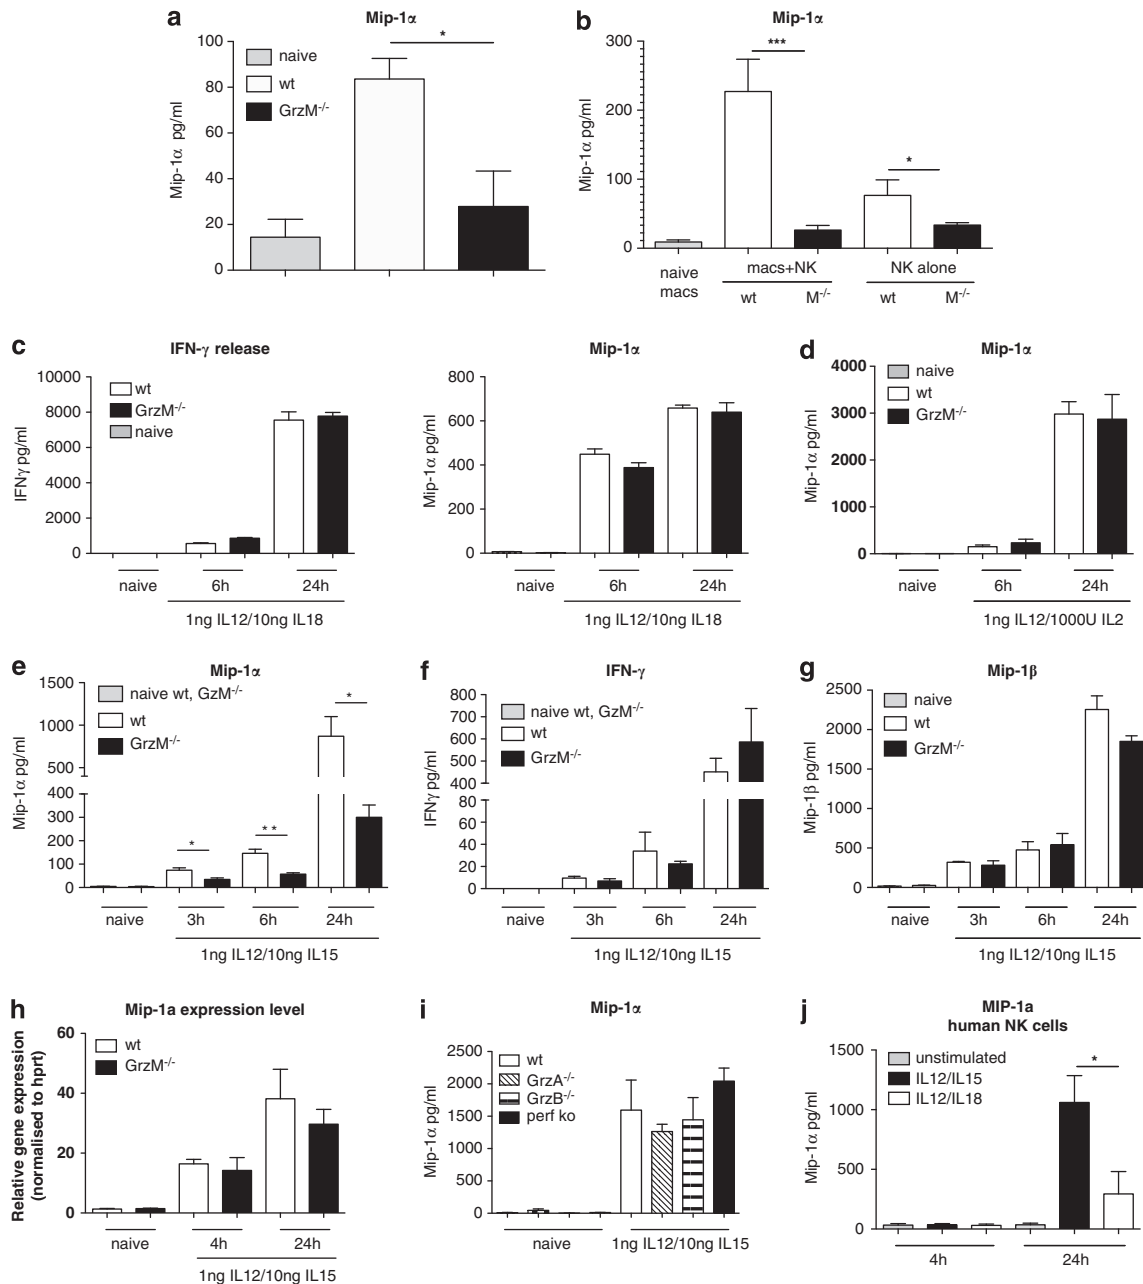 a
Mip-1α
Mip-1α pg/ml
100
80
60
40
20
0
naive
wt
GrzM-/-
*
b
Mip-1α
Mip-1α pg/ml
300
200
100
0
***
*
naive
macs
macs+NK
NK alone
wt
M-/-
wt
M-/-
c
IFN-γ release
IFNγ pg/ml
10000
8000
6000
4000
2000
0
wt
GrzM-/-
naive
naive
6h
24h
1ng IL12/10ng IL18
Mip-1α
Mip-1α pg/ml
800
600
400
200
0
naive
6h
24h
1ng IL12/10ng IL18
d
Mip-1α
Mip-1α pg/ml
4000
3000
2000
1000
0
naive
wt
GrzM-/-
naive
6h
24h
1ng IL12/1000U IL2
e
Mip-1α
Mip-1α pg/ml
1500
1000
500
300
200
100
0
naive wt, GzM-/-
wt
GrzM-/-
*
**
*
naive
3h
6h
24h
1ng IL12/10ng IL15
f
IFN-γ
IFNγ pg/ml
800
700
600
500
400
80
60
40
20
0
naive wt, GzM-/-
wt
GrzM-/-
naive
3h
6h
24h
1ng IL12/10ng IL15
g
Mip-1β
Mip-1β pg/ml
2500
2000
1500
1000
500
0
naive
wt
GrzM-/-
naive
3h
6h
24h
1ng IL12/10ng IL15
h
Mip-1a expression level
Relative gene expression
(normalised to hprt)
60
40
20
0
wt
GrzM-/-
naive
4h
24h
1ng IL12/10ng IL15
i
Mip-1α
Mip-1α pg/ml
2500
2000
1500
1000
500
0
wt
GrzA-/-
GrzB-/-
perf ko
naive
1ng IL12/10ng IL15
j
MIP-1a
human NK cells
Mip-1α pg/ml
1500
1000
500
0
unstimulated
IL12/IL15
IL12/IL18
*
4h
24h